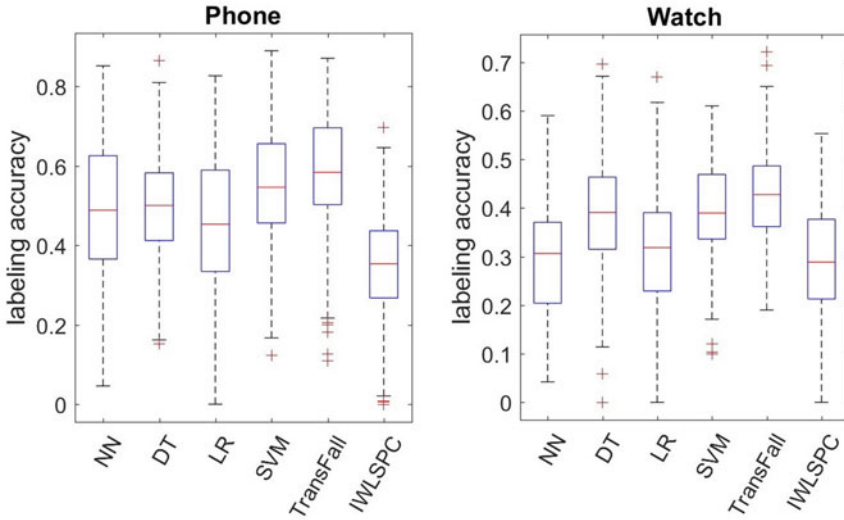 Phone
labeling accuracy
0.8
0.6
0.4
0.2
0
NN DT LR SVM TransFall IWLSPC
Watch
labeling accuracy
0.7
0.6
0.5
0.4
0.3
0.2
0.1
0
NN DT LR SVM TransFall IWLSPC